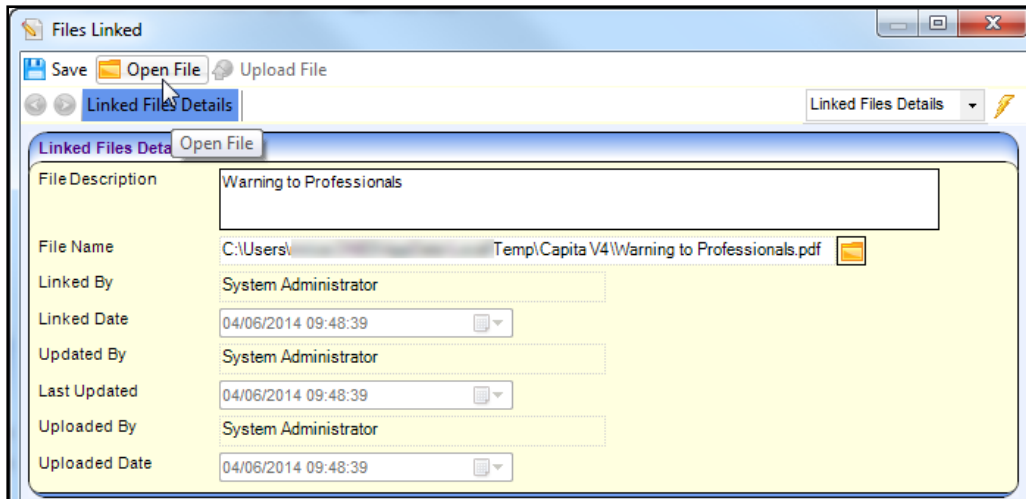 Files Linked
Save Open File Upload File
Linked Files Details Linked Files Details
Open File
Linked Files Deta
File Description Warning to Professionals
File Name C:\Users\ Temp\Capita V4\Warning to Professionals.pdf
Linked By System Administrator
Linked Date 04/06/2014 09:48:39
Updated By System Administrator
Last Updated 04/06/2014 09:48:39
Uploaded By System Administrator
Uploaded Date 04/06/2014 09:48:39